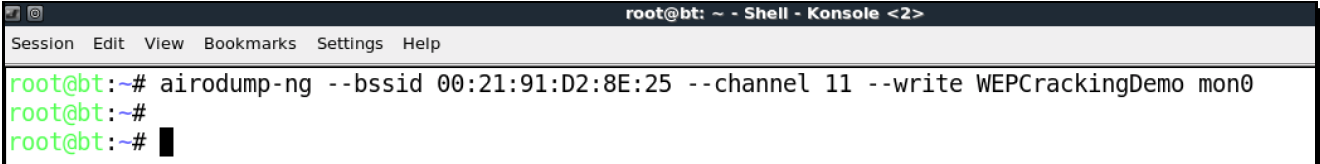 root@bt: ~ - Shell - Konsole <2>
Session Edit View Bookmarks Settings Help
root@bt:~# airodump-ng --bssid 00:21:91:D2:8E:25 --channel 11 --write WEPCrackingDemo mon0
root@bt:~#
root@bt:~#